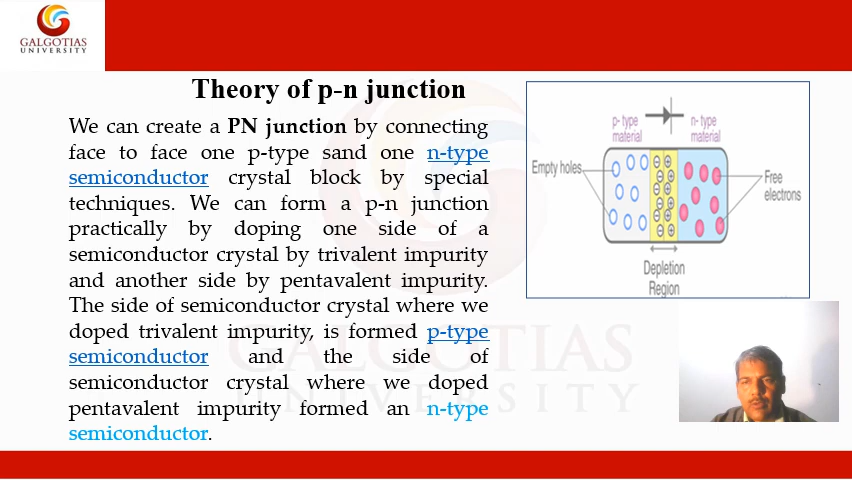 GALGOTIAS
UNIVERSITY
Theory of p-n junction
We can create a PN junction by connecting
face to face one p-type sand one n-type
semiconductor crystal block by special
techniques. We can form a p-n junction
practically by doping one side of a
semiconductor crystal by trivalent impurity
and another side by pentavalent impurity.
The side of semiconductor crystal where we
doped trivalent impurity, is formed p-type
semiconductor and the side of
semiconductor crystal where we doped
pentavalent impurity formed an n-type
semiconductor.
p- type
material
n- type
material
Empty holes
Free
electrons
Depletion
Region
GALGOTIAS
UNIVERSITY